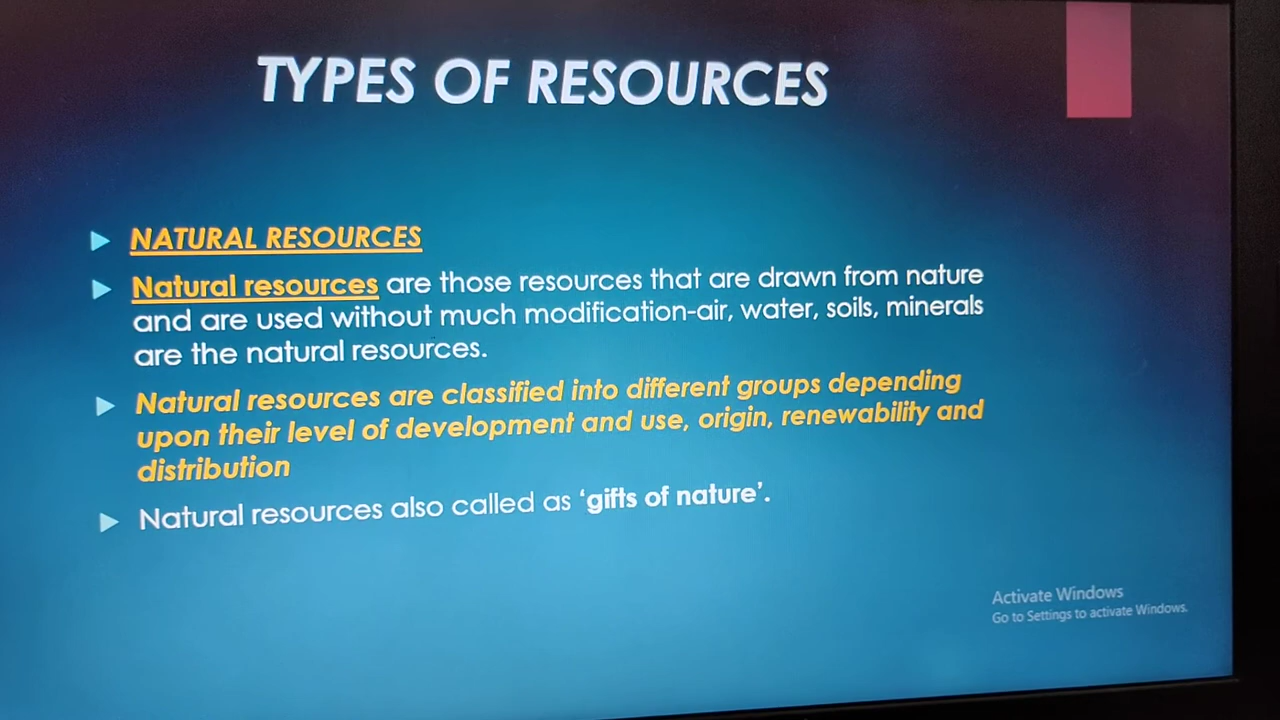 TYPES OF RESOURCES
NATURAL RESOURCES
Natural resources are those resources that are drawn from nature
and are used without much modification-air, water, soils, minerals
are the natural resources.
Natural resources are classified into different groups depending
upon their level of development and use, origin, renewability and
distribution
Natural resources also called as ‘gifts of nature’.
Activate Windows
Go to Settings to activate Windows.